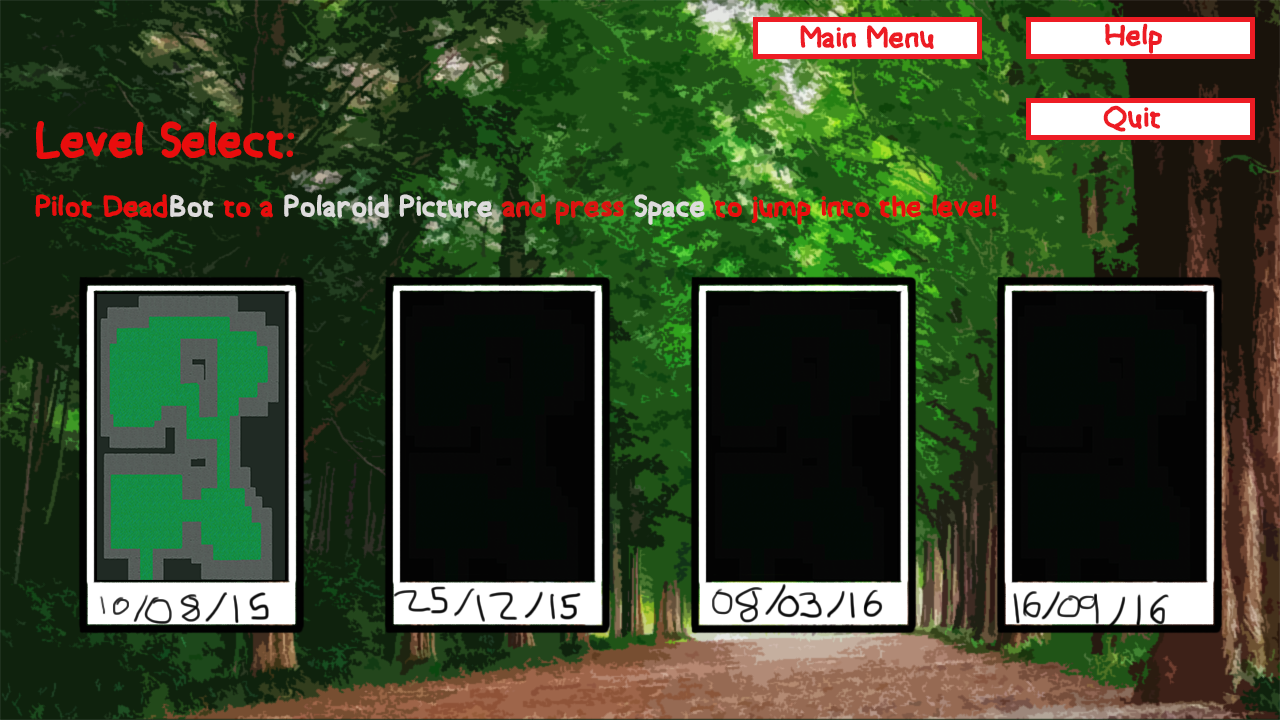 Main Menu
Help
Quit
Level Select:
Pilot DeadBot to a Polaroid Picture and press Space to jump into the level!
10/08/15
25/12/15
08/03/16
16/09/16